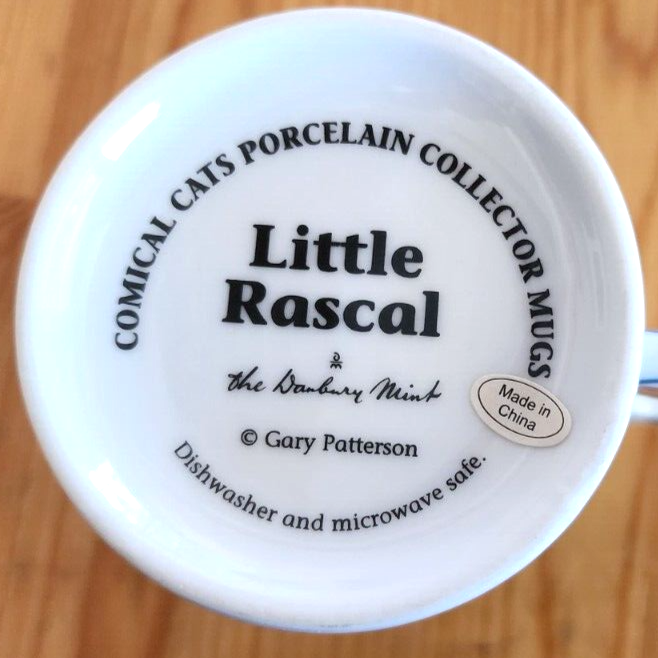 COMICAL CATS PORCELAIN COLLECTOR MUGS
Little
Rascal
the Danbury Mint
© Gary Patterson
Dishwasher and microwave safe.
Made in
China